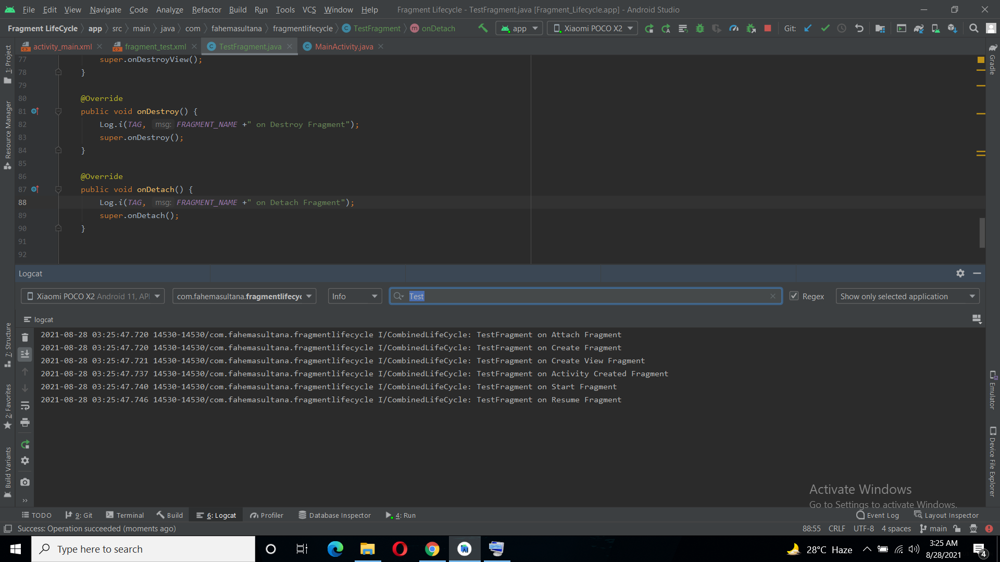 File Edit View Navigate Code Analyze Refactor Build Run Tools VCS Window Help Fragment Lifecycle - TestFragment.java [Fragment_Lifecycle.app] - Android Studio
Fragment LifeCycle app src main java com fahemasultana fragmentlifecycle TestFragment onDetach app Xiaomi POCO X2 Git:
activity_main.xml fragment_test.xml TestFragment.java MainActivity.java
1: Project
Resource Manager
7: Structure
2: Favorites
Build Variants
Gradle
Emulator
Device File Explorer
77 super.onDestroyView();
78 }
79
80 @Override
81 public void onDestroy() {
82 Log.i(TAG, msg: FRAGMENT_NAME +" on Destroy Fragment");
83 super.onDestroy();
84 }
85
86 @Override
87 public void onDetach() {
88 Log.i(TAG, msg: FRAGMENT_NAME +" on Detach Fragment");
89 super.onDetach();
90 }
91
92
Logcat
Xiaomi POCO X2 Android 11, API com.fahemasultana.fragmentlifecyc Info Test Regex Show only selected application
logcat
2021-08-28 03:25:47.720 14530-14530/com.fahemasultana.fragmentlifecycle I/CombinedLifeCycle: TestFragment on Attach Fragment
2021-08-28 03:25:47.720 14530-14530/com.fahemasultana.fragmentlifecycle I/CombinedLifeCycle: TestFragment on Create Fragment
2021-08-28 03:25:47.721 14530-14530/com.fahemasultana.fragmentlifecycle I/CombinedLifeCycle: TestFragment on Create View Fragment
2021-08-28 03:25:47.737 14530-14530/com.fahemasultana.fragmentlifecycle I/CombinedLifeCycle: TestFragment on Activity Created Fragment
2021-08-28 03:25:47.740 14530-14530/com.fahemasultana.fragmentlifecycle I/CombinedLifeCycle: TestFragment on Start Fragment
2021-08-28 03:25:47.746 14530-14530/com.fahemasultana.fragmentlifecycle I/CombinedLifeCycle: TestFragment on Resume Fragment
Activate Windows
Go to Settings to activate Windows.
TODO 9: Git Terminal Build 6: Logcat Profiler Database Inspector 4: Run Event Log Layout Inspector
Success: Operation succeeded (moments ago) 88:55 CRLF UTF-8 4 spaces main
Type here to search 28°C Haze 3:25 AM
8/28/2021 4